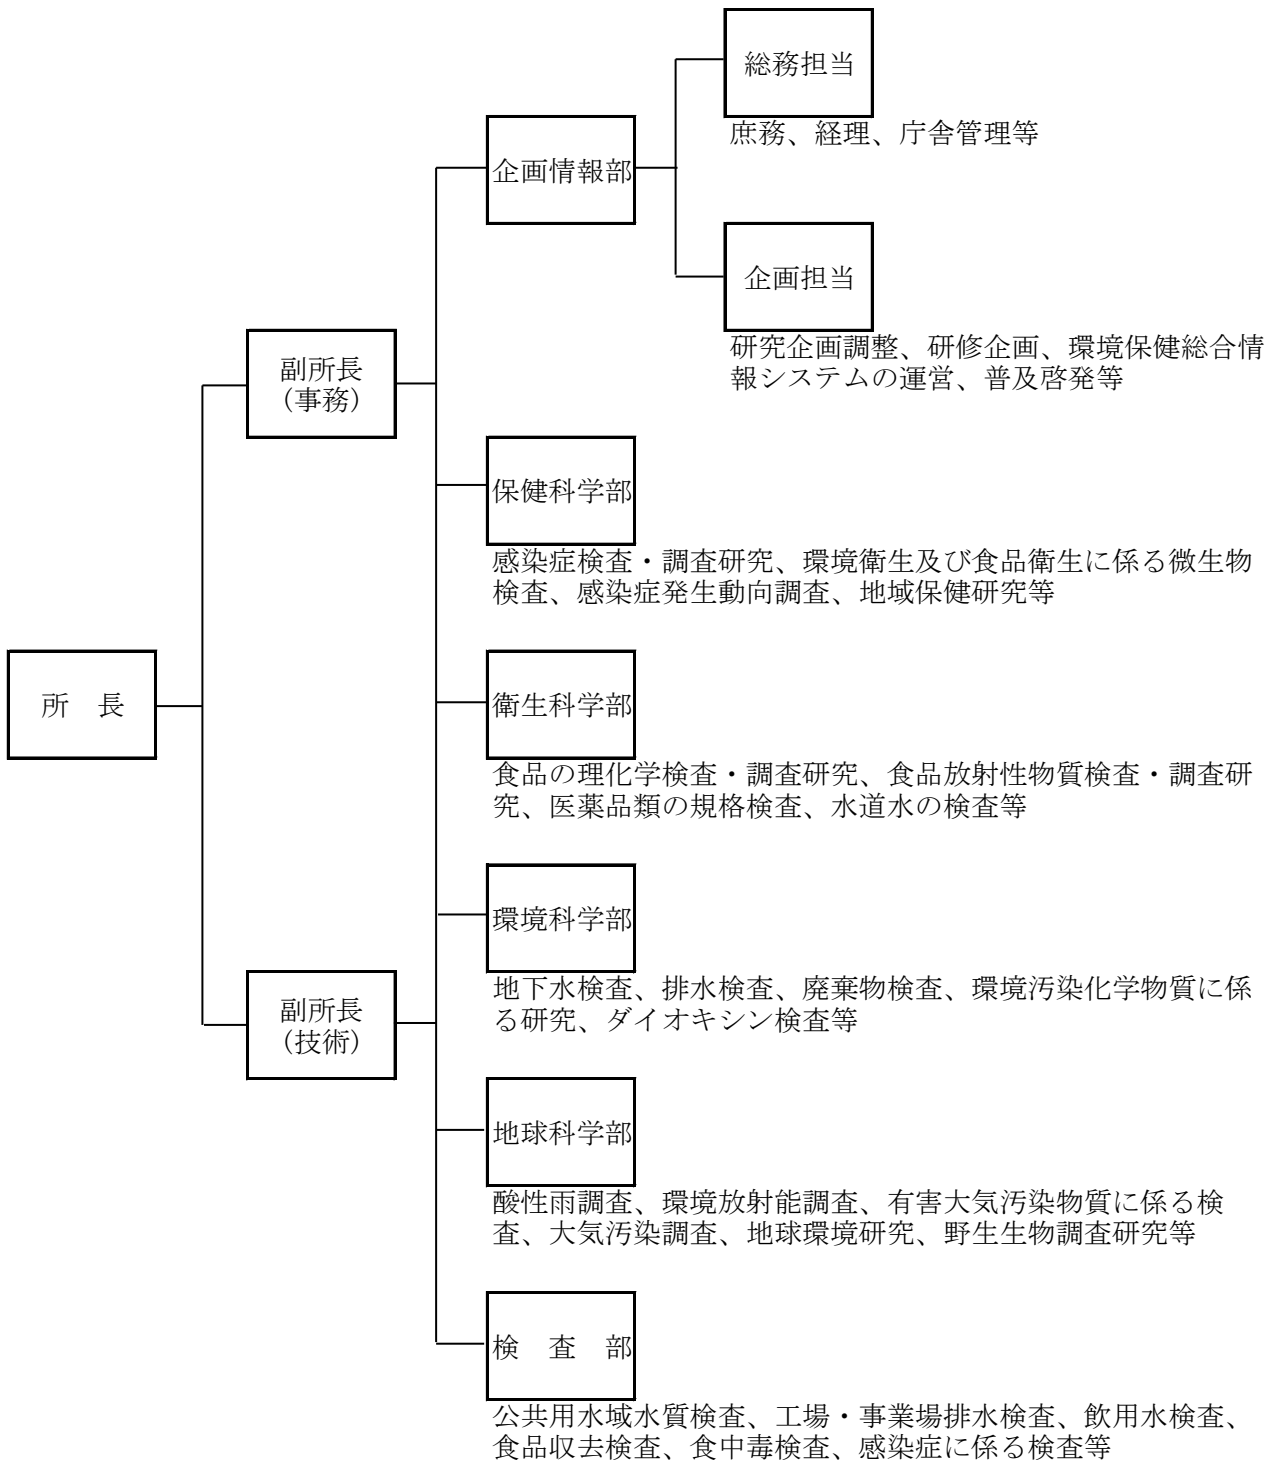 総務担当
庶務、経理、庁舎管理等
企画情報部
企画担当
研究企画調整、研修企画、環境保健総合情
報システムの運営、普及啓発等
副所長
（事務）
保健科学部
感染症検査・調査研究、環境衛生及び食品衛生に係る微生物
検査、感染症発生動向調査、地域保健研究等
所　長
衛生科学部
食品の理化学検査・調査研究、食品放射性物質検査・調査研
究、医薬品類の規格検査、水道水の検査等
環境科学部
地下水検査、排水検査、廃棄物検査、環境汚染化学物質に係
る研究、ダイオキシン検査等
副所長
（技術）
地球科学部
酸性雨調査、環境放射能調査、有害大気汚染物質に係る検
査、大気汚染調査、地球環境研究、野生生物調査研究等
検　査　部
公共用水域水質検査、工場・事業場排水検査、飲用水検査、
食品収去検査、食中毒検査、感染症に係る検査等